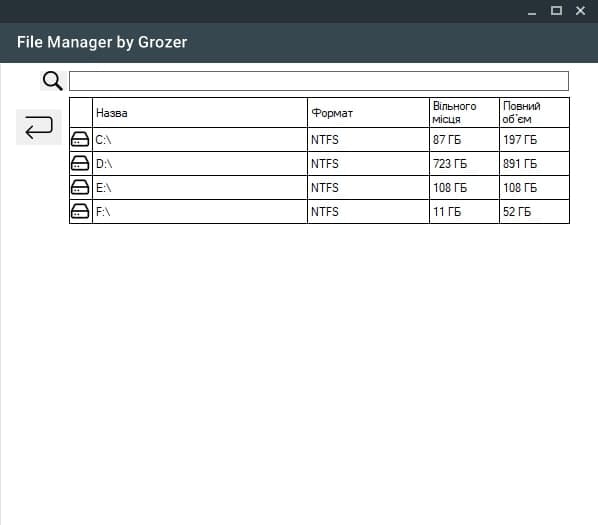 File Manager by Grozer
Назва Формат Вільного місця Повний об'єм
C:\ NTFS 87 ГБ 197 ГБ
D:\ NTFS 723 ГБ 891 ГБ
E:\ NTFS 108 ГБ 108 ГБ
F:\ NTFS 11 ГБ 52 ГБ